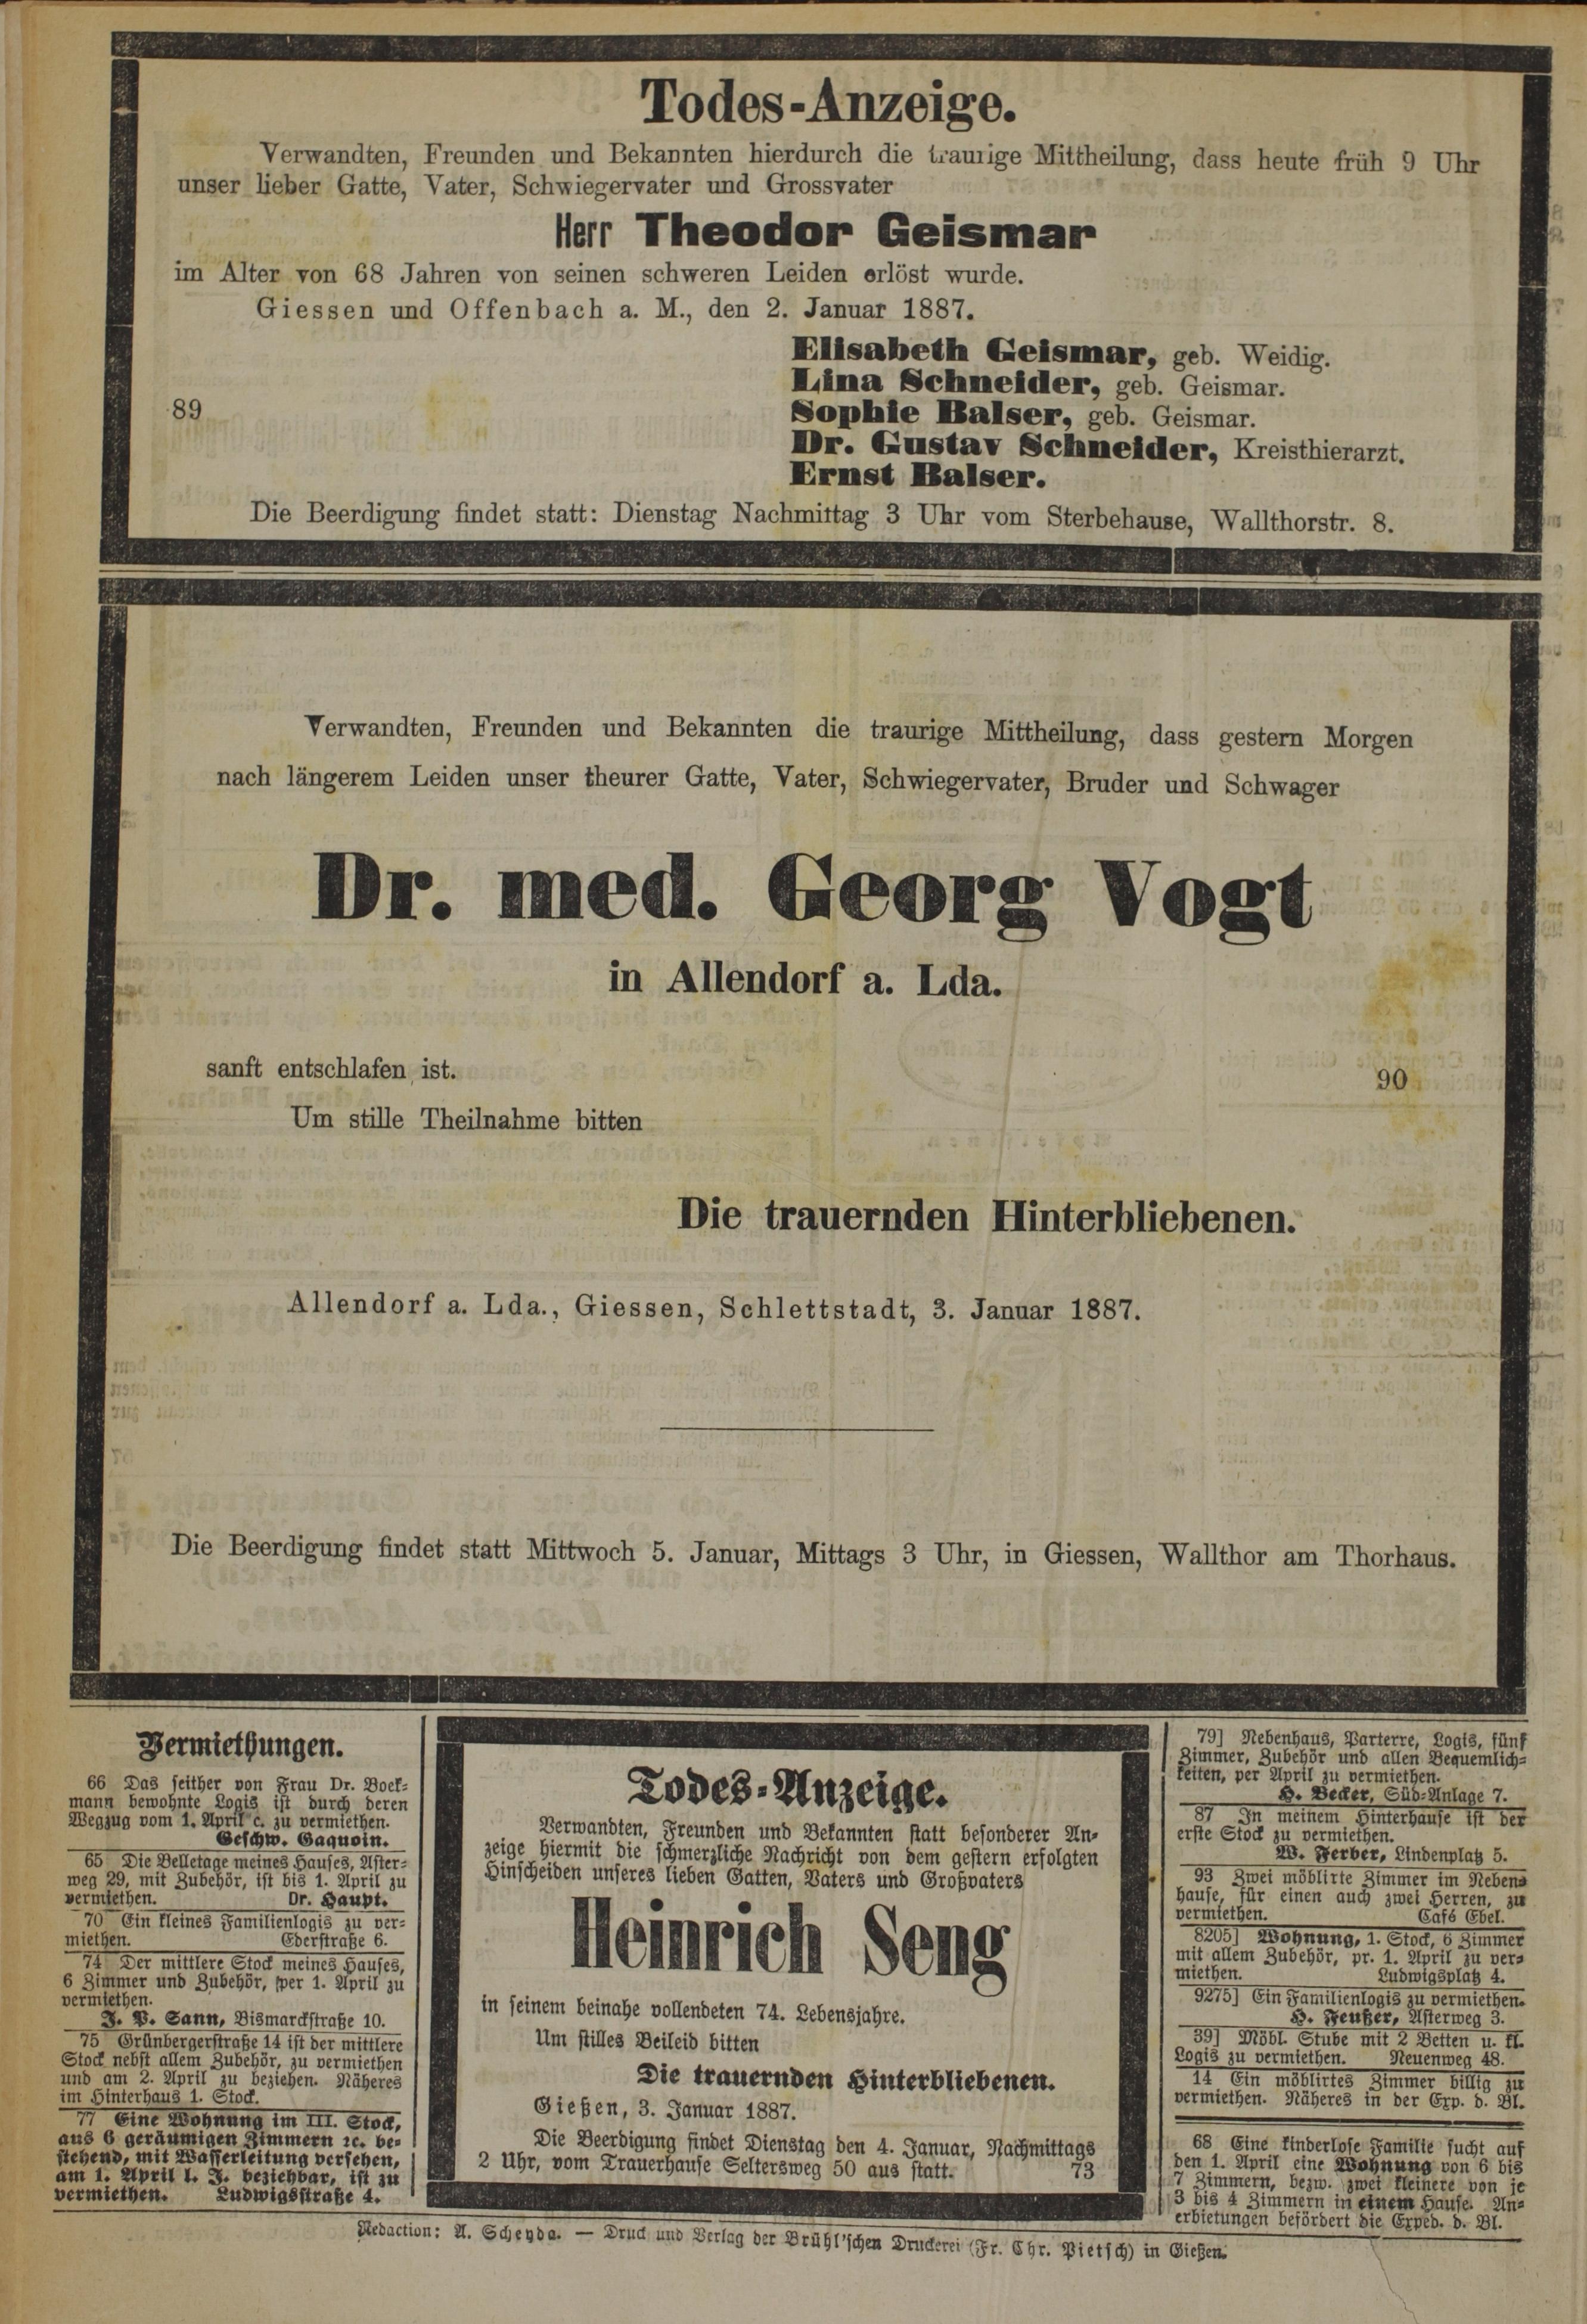 Todes-Anzeige.
Verwandten, Freunden und Bekannten hierdurch die traurige Mittheilung, dass heute früh 9 Uhr
unser lieber Gatte, Vater, Schwiegervater und Grossvater
Herr Theodor Geismar
im Alter von 68 Jahren von seinen schweren Leiden erlöst wurde.
Giessen und Offenbach a. M., den 2. Januar 1887.
Elisabeth Geismar, geb. Weidig.
Lina Schneider, geb. Geismar.
89 Sophie Balser, geb. Geismar.
Dr. Gustav Schneider, Kreisthierarzt.
Ernst Balser.
Die Beerdigung findet statt: Dienstag Nachmittag 3 Uhr vom Sterbehause, Wallthorstr. 8.
Verwandten, Freunden und Bekannten die traurige Mittheilung, dass gestern Morgen
nach längerem Leiden unser theurer Gatte, Vater, Schwiegervater, Bruder und Schwager
Dr. med. Georg Vogt
in Allendorf a. Lda.
sanft entschlafen ist. 90
Um stille Theilnahme bitten
Die trauernden Hinterbliebenen.
Allendorf a. Lda., Giessen, Schlettstadt, 3. Januar 1887.
Die Beerdigung findet statt Mittwoch 5. Januar, Mittags 3 Uhr, in Giessen, Wallthor am Thorhaus.
Vermiethungen.
66 Das seither von Frau Dr. Boek-
mann bewohnte Logis ist durch deren
Wegzug vom 1. April c. zu vermiethen.
Geschw. Gaquoin.
65 Die Belletage meines Hauses, Aster-
weg 29, mit Zubehör, ist bis 1. April zu
vermiethen. Dr. Haupt.
70 Ein kleines Familienlogis zu ver-
miethen. Ederstraße 6.
74 Der mittlere Stock meines Hauses,
6 Zimmer und Zubehör, per 1. April zu
vermiethen.
J. P. Sann, Bismarckstraße 10.
75 Grünbergerstraße 14 ist der mittlere
Stock nebst allem Zubehör, zu vermiethen
und am 2. April zu beziehen. Näheres
im Hinterhaus 1. Stock.
77 Eine Wohnung im III. Stock,
aus 6 geräumigen Zimmern ꝛc. be-
stehend, mit Wasserleitung versehen,
am 1. April l. J. beziehbar, ist zu
vermiethen. Ludwigsstraße 4.
Todes-Anzeige.
Verwandten, Freunden und Bekannten statt besonderer An-
zeige hiermit die schmerzliche Nachricht von dem gestern erfolgten
Hinscheiden unseres lieben Gatten, Vaters und Großvaters
Heinrich Seng
in seinem beinahe vollendeten 74. Lebensjahre.
Um stilles Beileid bitten
Die trauernden Hinterbliebenen.
Gießen, 3. Januar 1887.
Die Beerdigung findet Dienstag den 4. Januar, Nachmittags
2 Uhr, vom Trauerhause Seltersweg 50 aus statt. 73
79] Nebenhaus, Parterre, Logis, fünf
Zimmer, Zubehör und allen Bequemlich-
keiten, per April zu vermiethen.
H. Becker, Süd-Anlage 7.
87 In meinem Hinterhause ist der
erste Stock zu vermiethen.
W. Ferber, Lindenplatz 5.
93 Zwei möblirte Zimmer im Neben-
hause, für einen auch zwei Herren, zu
vermiethen. Café Ebel.
8205] Wohnung, 1. Stock, 6 Zimmer
mit allem Zubehör, pr. 1. April zu ver-
miethen. Ludwigsplatz 4.
9275] Ein Familienlogis zu vermiethen.
H. Feußer, Asterweg 3.
39] Möbl. Stube mit 2 Betten u. kl.
Logis zu vermiethen. Neuenweg 48.
14 Ein möblirtes Zimmer billig zu
vermiethen. Näheres in der Exp. d. Bl.
68 Eine kinderlose Familie sucht auf
den 1. April eine Wohnung von 6 bis
7 Zimmern, bezw. zwei kleinere von je
3 bis 4 Zimmern in einem Hause. An-
erbietungen befördert die Exped. d. Bl.
Redaction: A. Scheyda. — Druck und Verlag der Brühl'schen Druckerei (Fr. Chr. Pietsch) in Gießen.